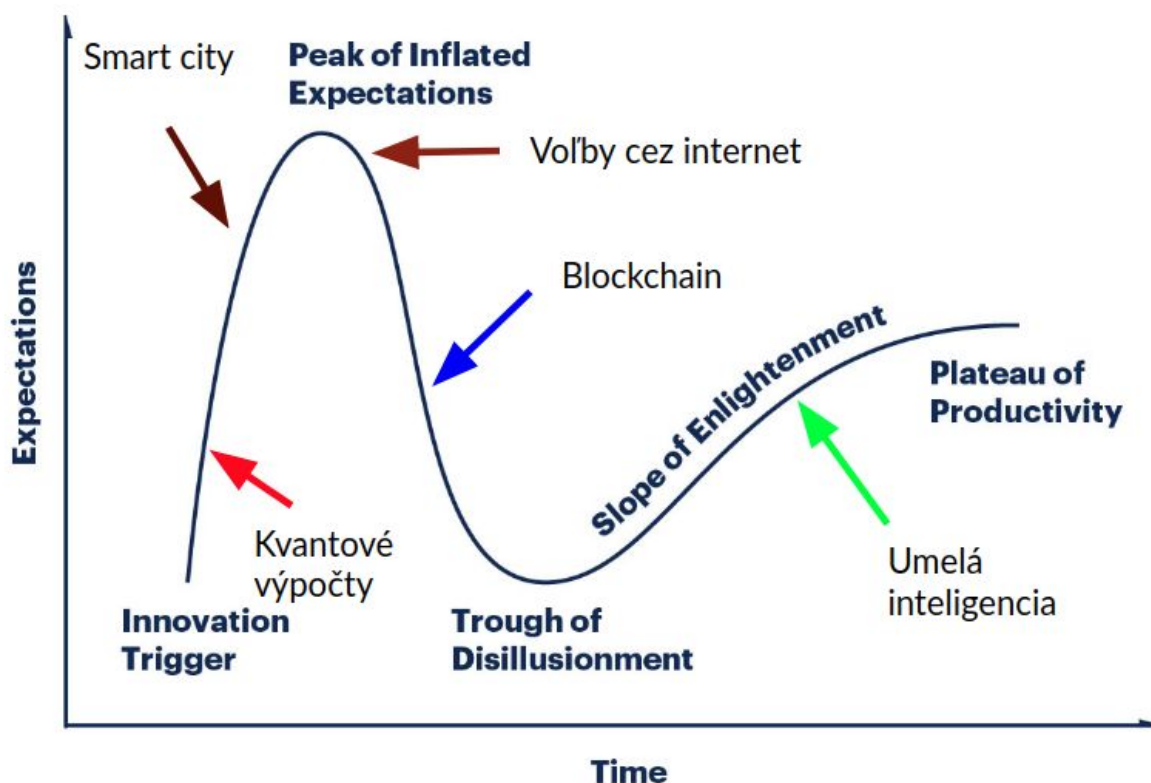 Smart city
Peak of Inflated
Expectations
Voľby cez internet
Blockchain
Expectations
Slope of Enlightenment
Plateau of
Productivity
Kvantové
výpočty
Umelá
inteligencia
Innovation
Trigger
Trough of
Disillusionment
Time